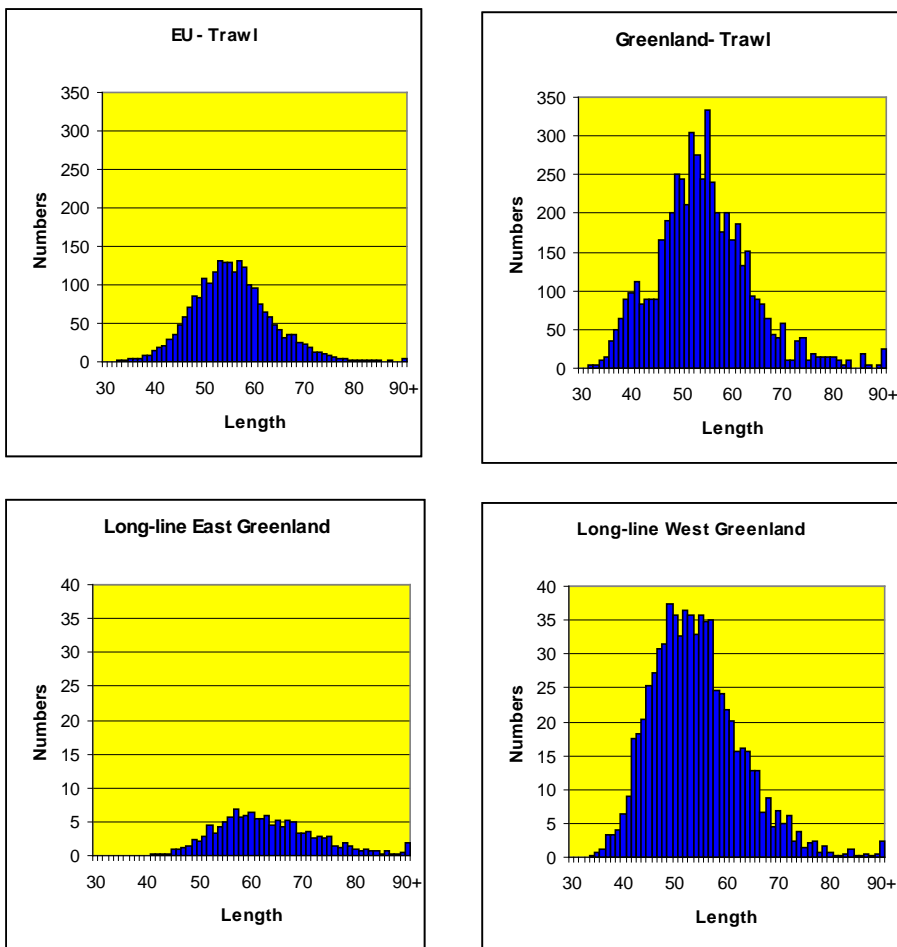 EU - Trawl
350
300
250
200
150
100
50
0
Numbers
30 40 50 60 70 80 90+
Length
Greenland- Trawl
350
300
250
200
150
100
50
0
Numbers
30 40 50 60 70 80 90+
Length
Long-line East Greenland
40
35
30
25
20
15
10
5
0
Numbers
30 40 50 60 70 80 90+
Length
Long-line West Greenland
40
35
30
25
20
15
10
5
0
Numbers
30 40 50 60 70 80 90+
Length